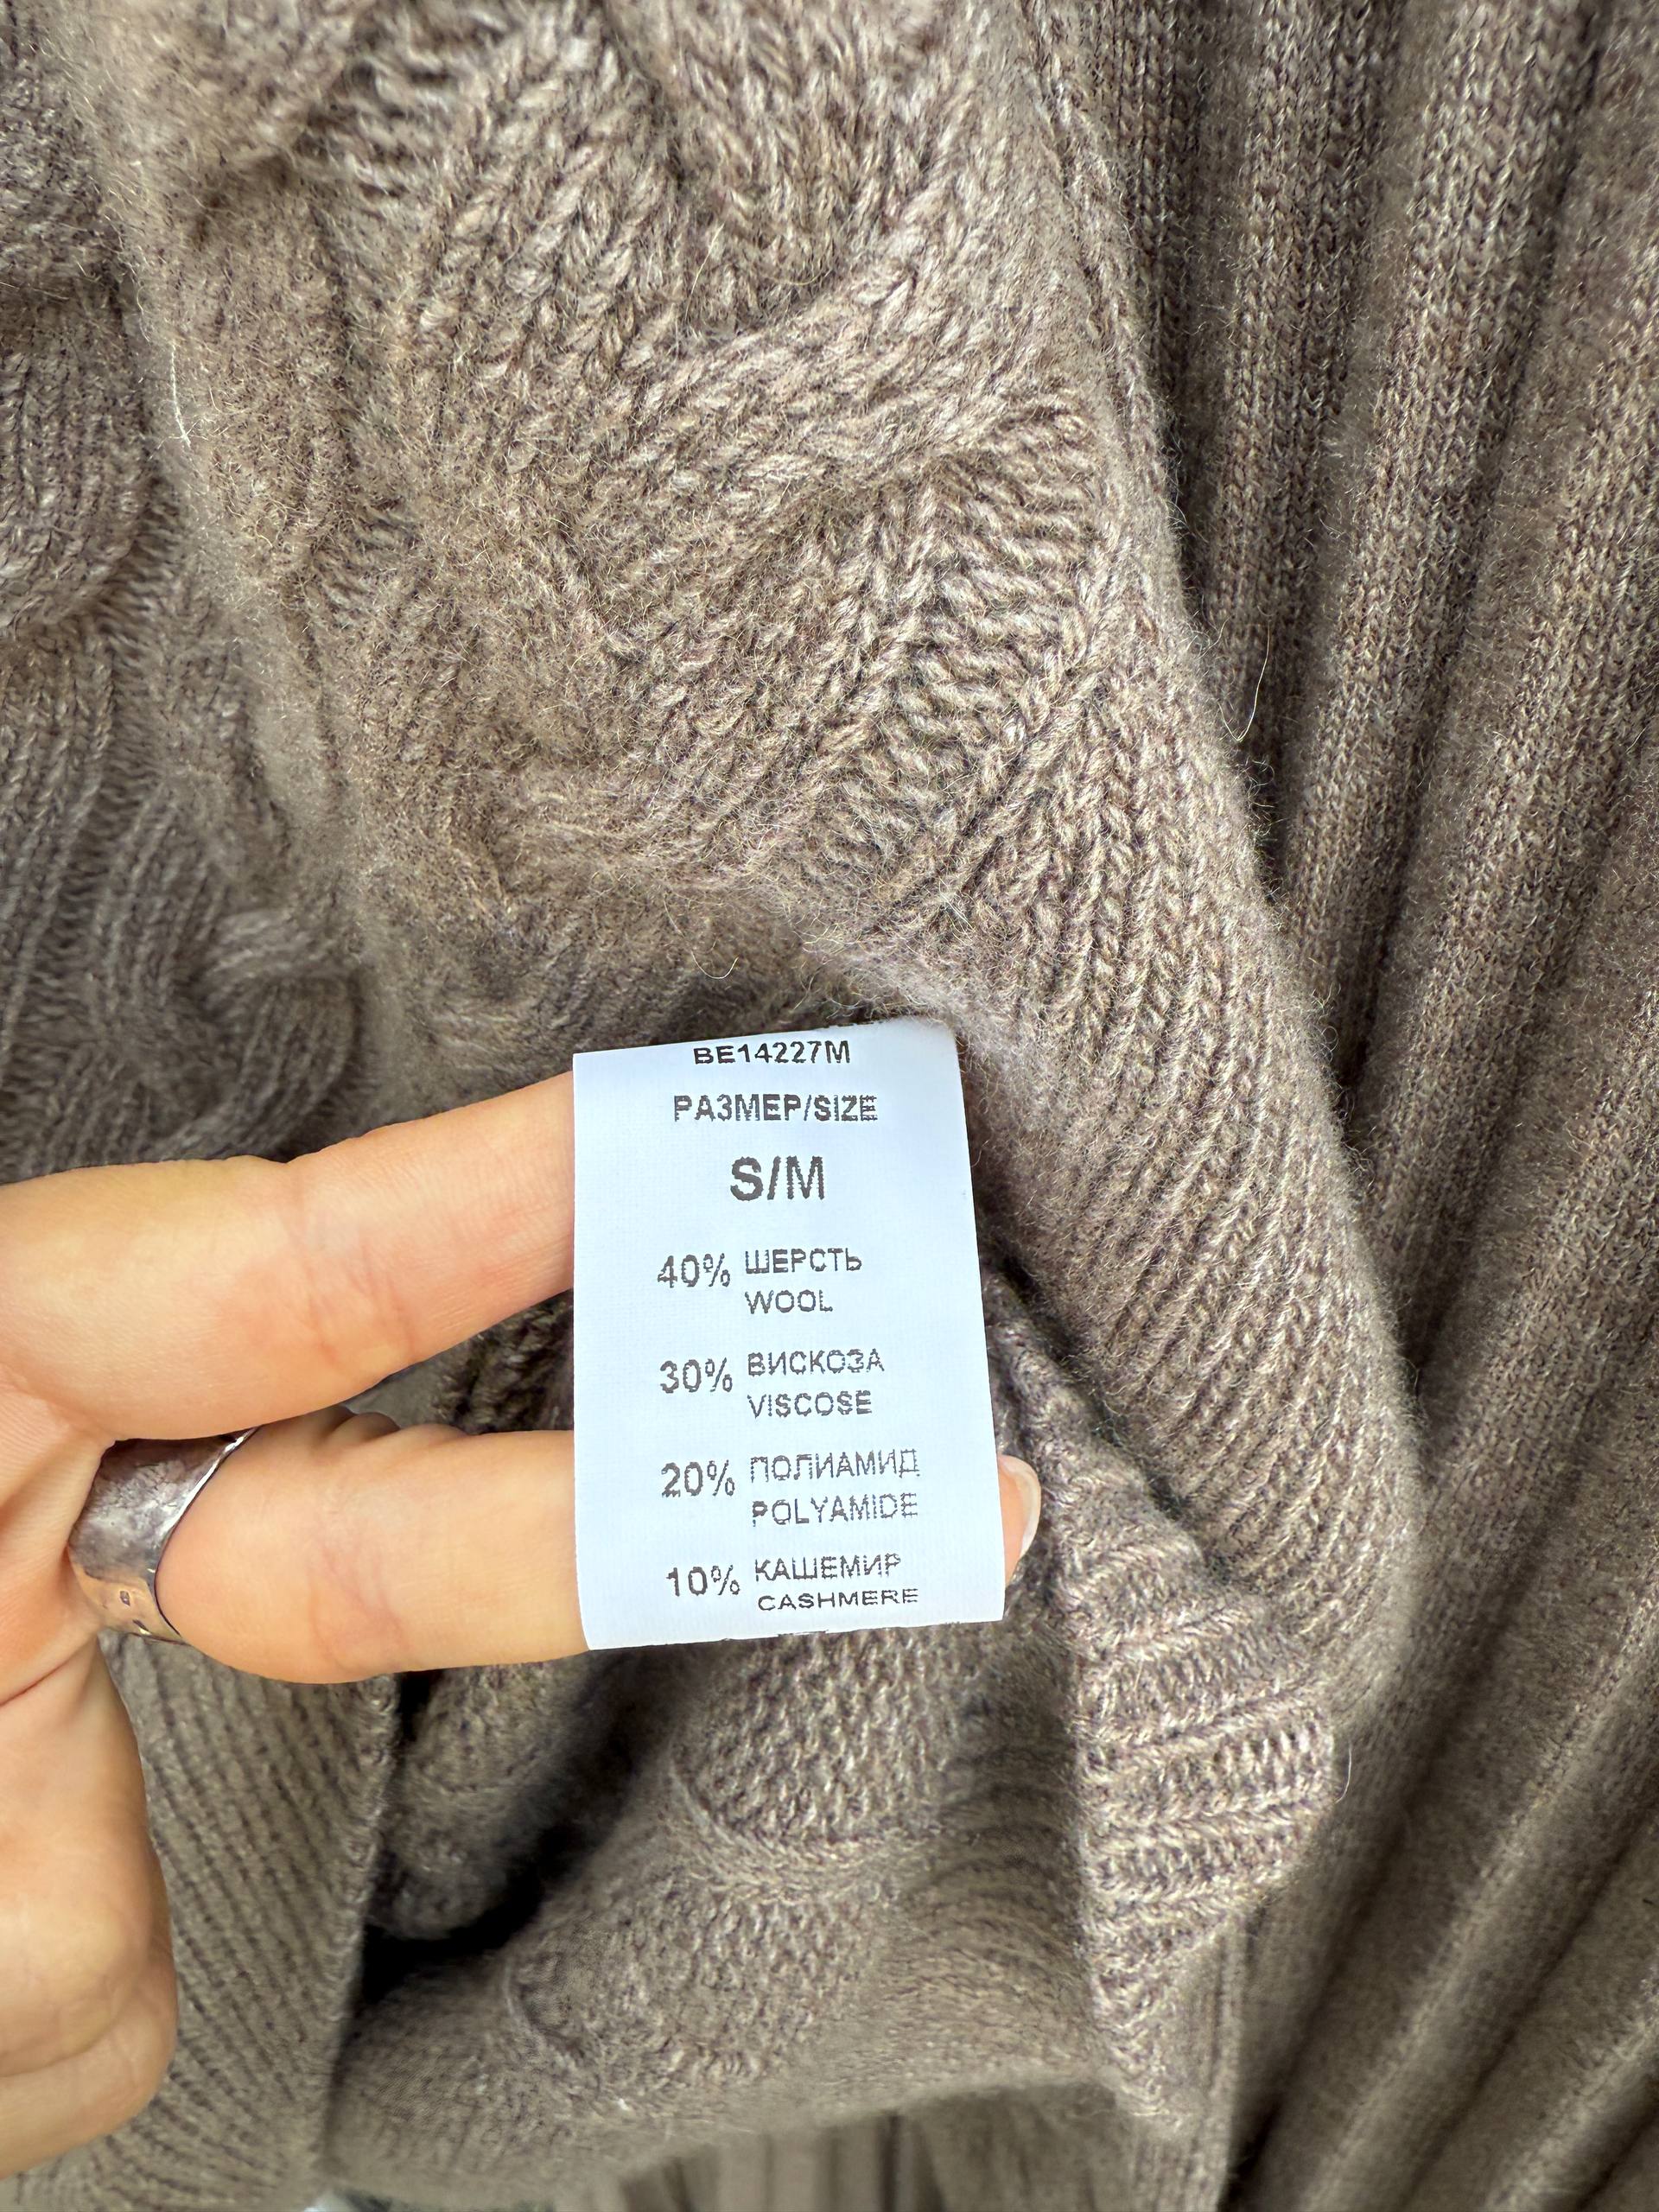 BE14227M
РАЗМЕР/SIZE
S/M
40% ШЕРСТЬ
WOOL
30% ВИСКОЗА
VISCOSE
20% ПОЛИАМИД
POLYAMIDE
10% КАШЕМИР
CASHMERE